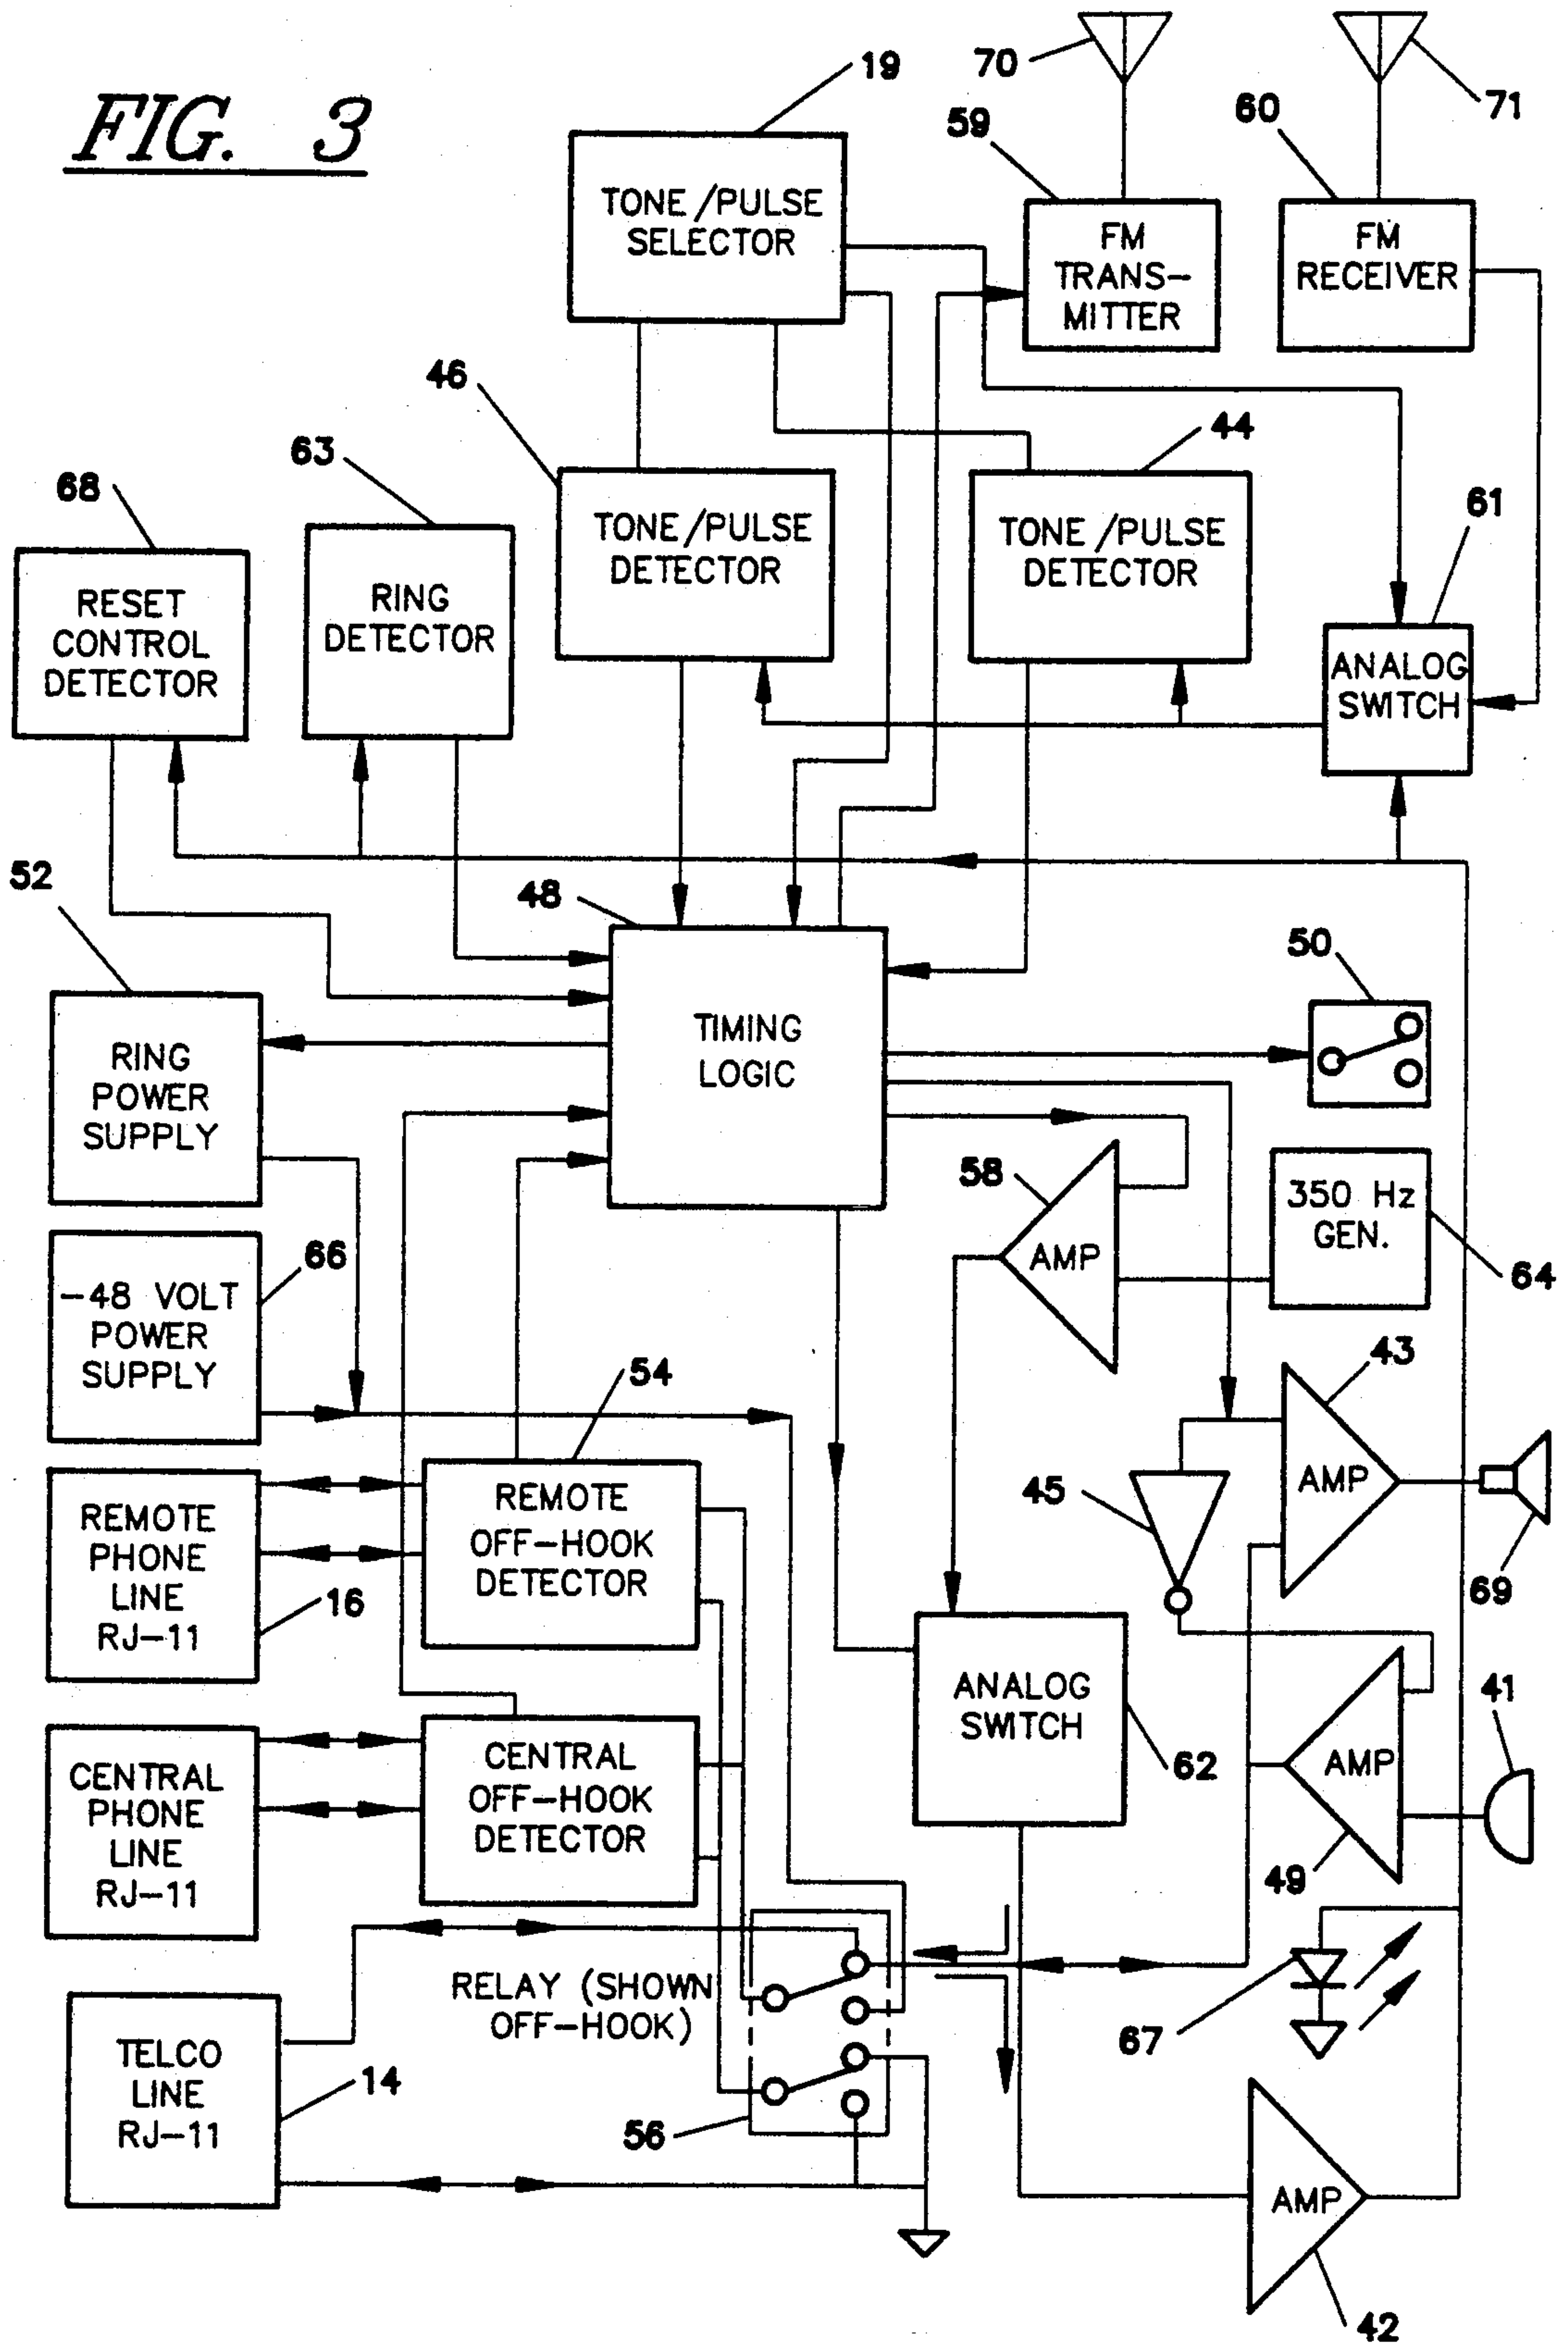 FIG. 3
19
70
71
59
60
TONE/PULSE
SELECTOR
FM
TRANS-
MITTER
FM
RECEIVER
46
44
63
68
61
TONE/PULSE
DETECTOR
TONE/PULSE
DETECTOR
RESET
CONTROL
DETECTOR
RING
DETECTOR
ANALOG
SWITCH
52
48
50
TIMING
LOGIC
RING
POWER
SUPPLY
58
AMP
350 Hz
GEN.
64
66
-48 VOLT
POWER
SUPPLY
54
43
AMP
69
45
REMOTE
PHONE
LINE
RJ-11
16
REMOTE
OFF-HOOK
DETECTOR
ANALOG
SWITCH
62
41
AMP
49
CENTRAL
PHONE
LINE
RJ-11
CENTRAL
OFF-HOOK
DETECTOR
RELAY (SHOWN
OFF-HOOK)
67
TELCO
LINE
RJ-11
14
56
AMP
42